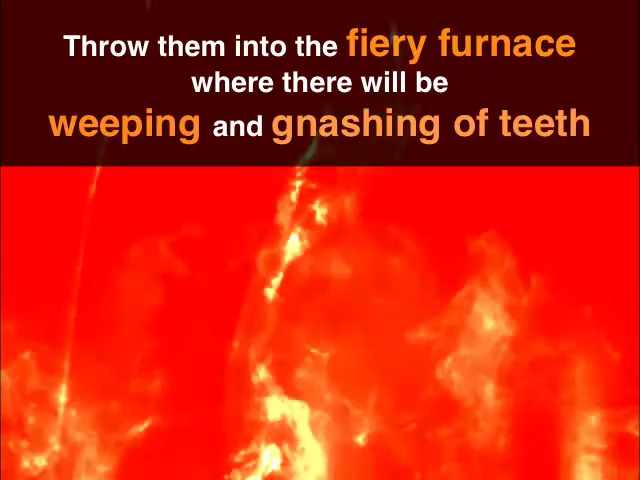 Throw them into the fiery furnace
where there will be
weeping and gnashing of teeth